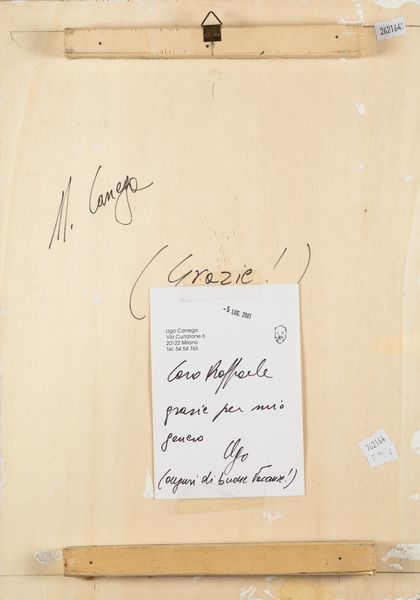 262164
U. Carrega
(Grazie!)
-5 LUG. 2001
Ugo Carrega
Via Curtatone 6
20122 Milano
Tel. 54 54 763
Caro Raffaele
grazie per mio
genero
Ugo
(auguri di buone Vacanze!)
262164